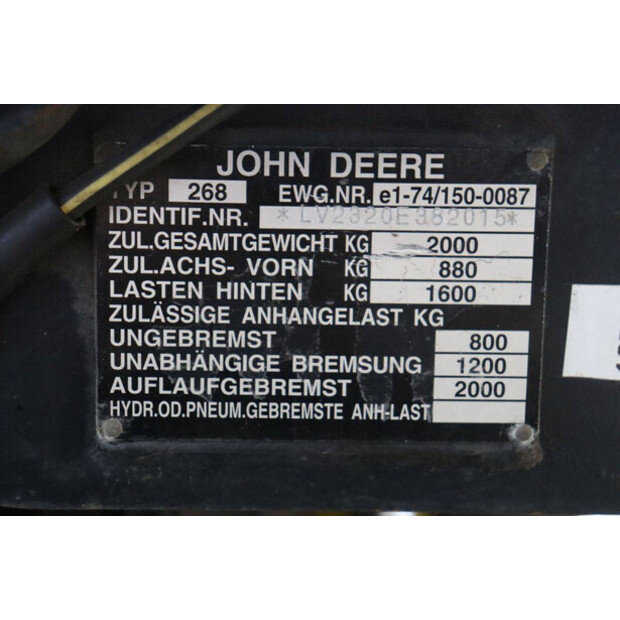 JOHN DEERE
TYP 268 EWG.NR. e1-74/150-0087
IDENTIF.NR. *LV2320E382015*
ZUL.GESAMTGEWICHT KG 2000
ZUL.ACHS- VORN KG 880
LASTEN HINTEN KG 1600
ZULÄSSIGE ANHANGELAST KG
UNGEBREMST 800
UNABHÄNGIGE BREMSUNG 1200
AUFLAUFGEBREMST 2000
HYDR.OD.PNEUM.GEBREMSTE ANH-LAST